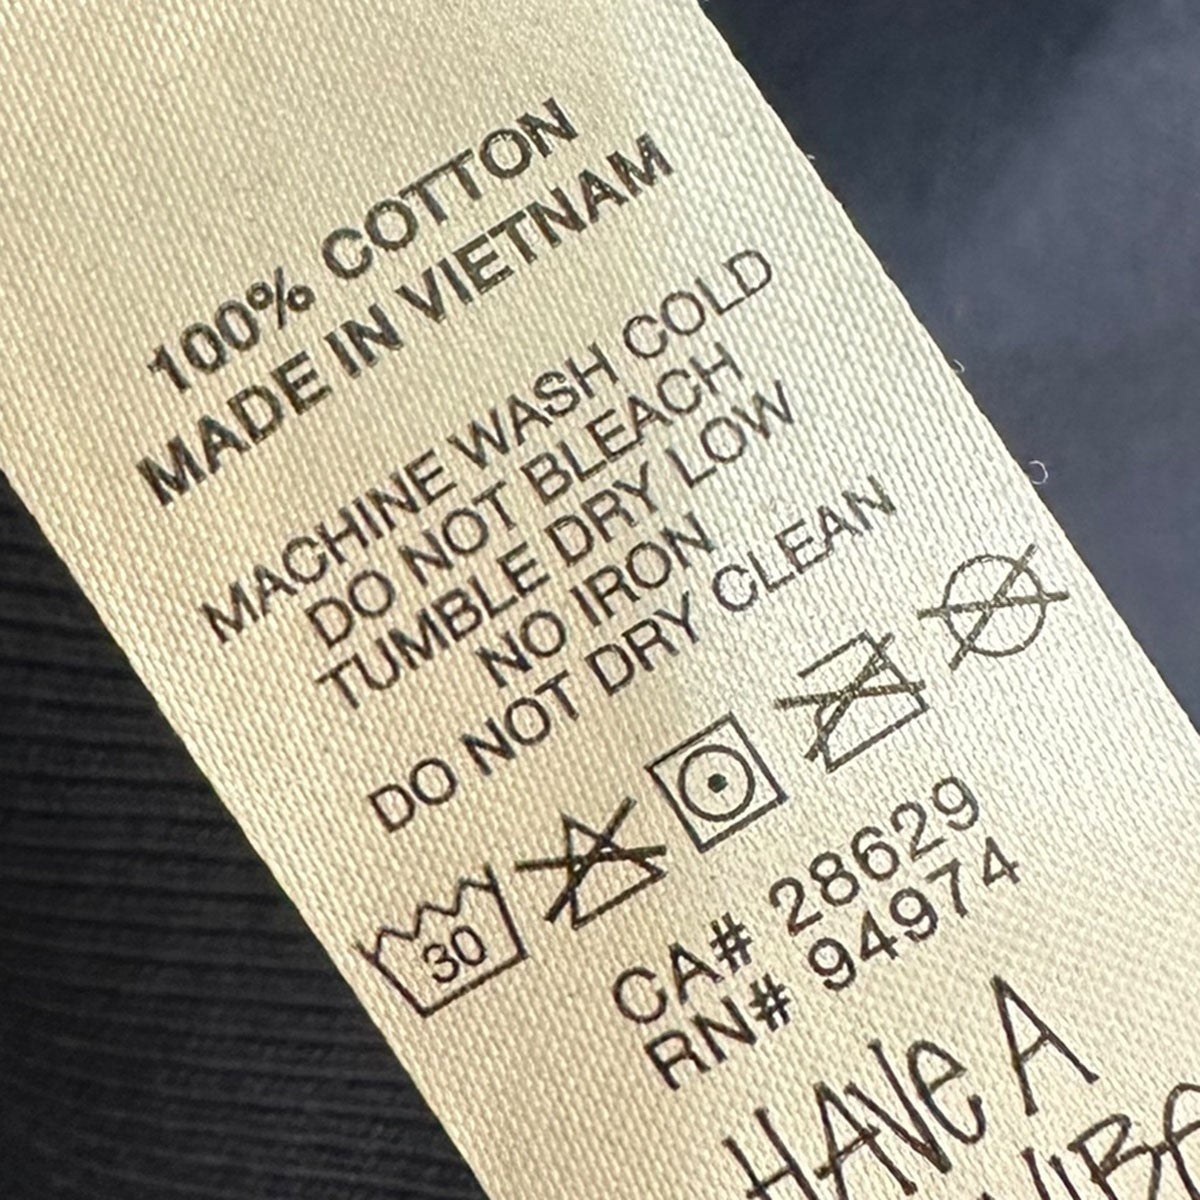 100% COTTON
MADE IN VIETNAM
MACHINE WASH COLD
DO NOT BLEACH
TUMBLE DRY LOW
NO IRON
DO NOT DRY CLEAN
30
CA# 28629
RN# 94974
HAVE A